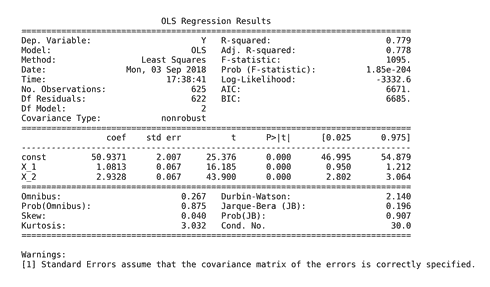 OLS Regression Results
==============================================================================
Dep. Variable: Y R-squared: 0.779
Model: OLS Adj. R-squared: 0.778
Method: Least Squares F-statistic: 1095.
Date: Mon, 03 Sep 2018 Prob (F-statistic): 1.85e-204
Time: 17:38:41 Log-Likelihood: -3332.6
No. Observations: 625 AIC: 6671.
Df Residuals: 622 BIC: 6685.
Df Model: 2
Covariance Type: nonrobust
==============================================================================
coef std err t P>|t| [0.025 0.975]
------------------------------------------------------------------------------
const 50.9371 2.007 25.376 0.000 46.995 54.879
X_1 1.0813 0.067 16.185 0.000 0.950 1.212
X_2 2.9328 0.067 43.900 0.000 2.802 3.064
==============================================================================
Omnibus: 0.267 Durbin-Watson: 2.140
Prob(Omnibus): 0.875 Jarque-Bera (JB): 0.196
Skew: 0.040 Prob(JB): 0.907
Kurtosis: 3.032 Cond. No. 30.0
==============================================================================
Warnings:
[1] Standard Errors assume that the covariance matrix of the errors is correctly specified.